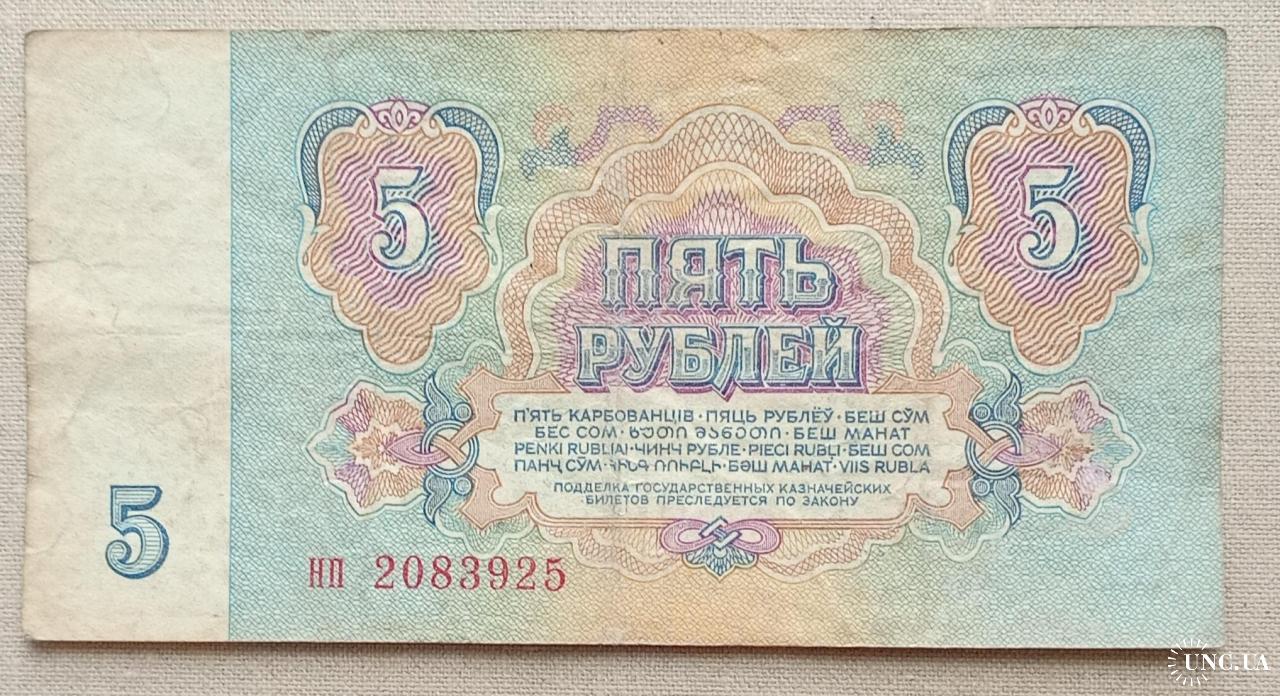 5 5
ПЯТЬ
РУБЛЕЙ
П'ЯТЬ КАРБОВАНЦІВ · ПЯЦЬ РУБЛЁЎ · БЕШ СЎМ
БЕС СОМ · ხუთი მანეთი · БЕШ МАНАТ
PENKI RUBLIAI · ЧИНЧ РУБЛЕ · PIECI RUBĻI · БЕШ СОМ
ПАНҶ СӮМ · ՀԻՆԳ ՌՈՒԲԼԻ · БӘШ МАНАТ · VIIS RUBLA
ПОДДЕЛКА ГОСУДАРСТВЕННЫХ КАЗНАЧЕЙСКИХ
БИЛЕТОВ ПРЕСЛЕДУЕТСЯ ПО ЗАКОНУ
5
нп 2083925
UNC.UA